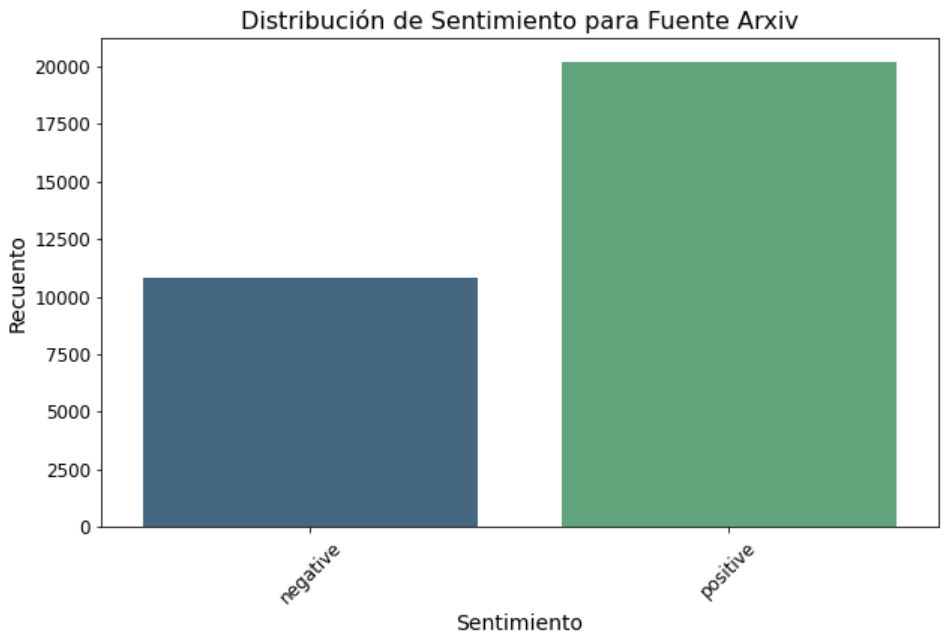 Distribución de Sentimiento para Fuente Arxiv
20000
17500
15000
12500
10000
7500
5000
2500
0
Recuento
negative
positive
Sentimiento